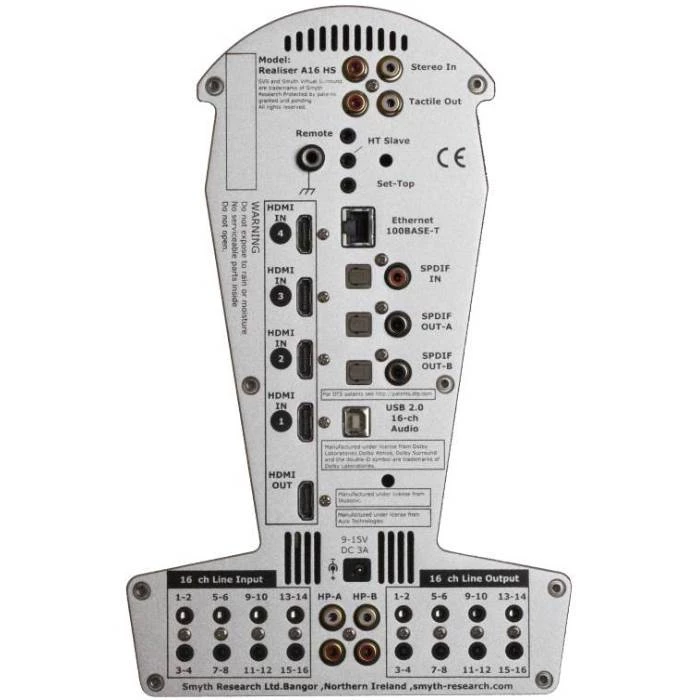 Model:
Realiser A16 HS
SVS and Smyth Virtual Surround
are trademarks of Smyth
Research Protected by patents
granted and pending
All rights reserved.
Stereo In
Tactile Out
Remote
HT Slave
Set-Top
CE
WARNING
Do not expose to rain or moisture
No serviceable parts inside
Do not open.
HDMI
IN
4
Ethernet
100BASE-T
HDMI
IN
3
SPDIF
IN
SPDIF
OUT-A
HDMI
IN
2
SPDIF
OUT-B
For DTS patents see http://patents.dts.com
HDMI
IN
1
USB 2.0
16-ch
Audio
Manufactured under license from Dolby
Laboratories Dolby Atmos, Dolby Surround
and the double-D symbol are trademarks of
Dolby Laboratories.
HDMI
OUT
Manufactured under license from
Manufactured under license from
Auro Technologies
9-15V
DC 3A
16 ch Line Input
16 ch Line Output
1-2 5-6 9-10 13-14
HP-A HP-B
1-2 5-6 9-10 13-14
3-4 7-8 11-12 15-16
3-4 7-8 11-12 15-16
Smyth Research Ltd.Bangor ,Northern Ireland ,smyth-research.com